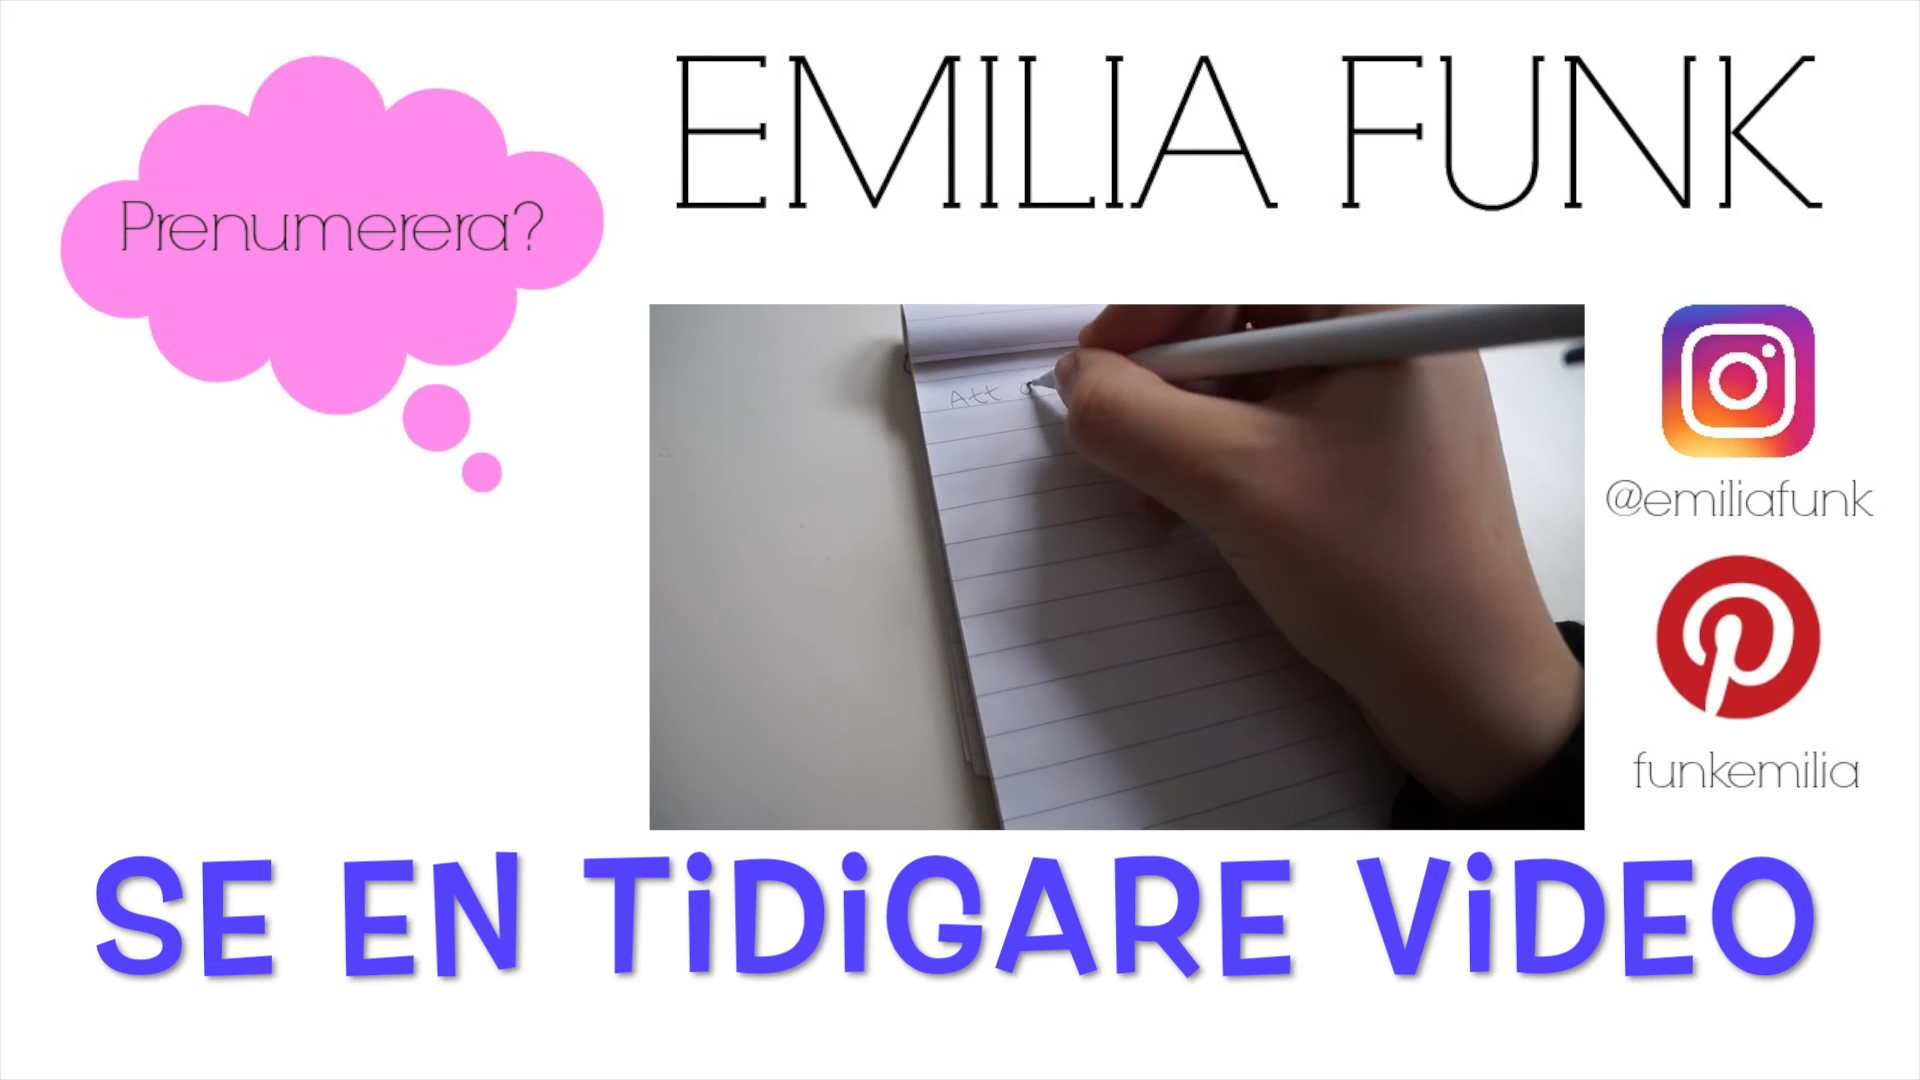 EMILIA FUNK
Prenumerera?
Att
@emiliafunk
funkemilia
SE EN TiDiGARE ViDEO